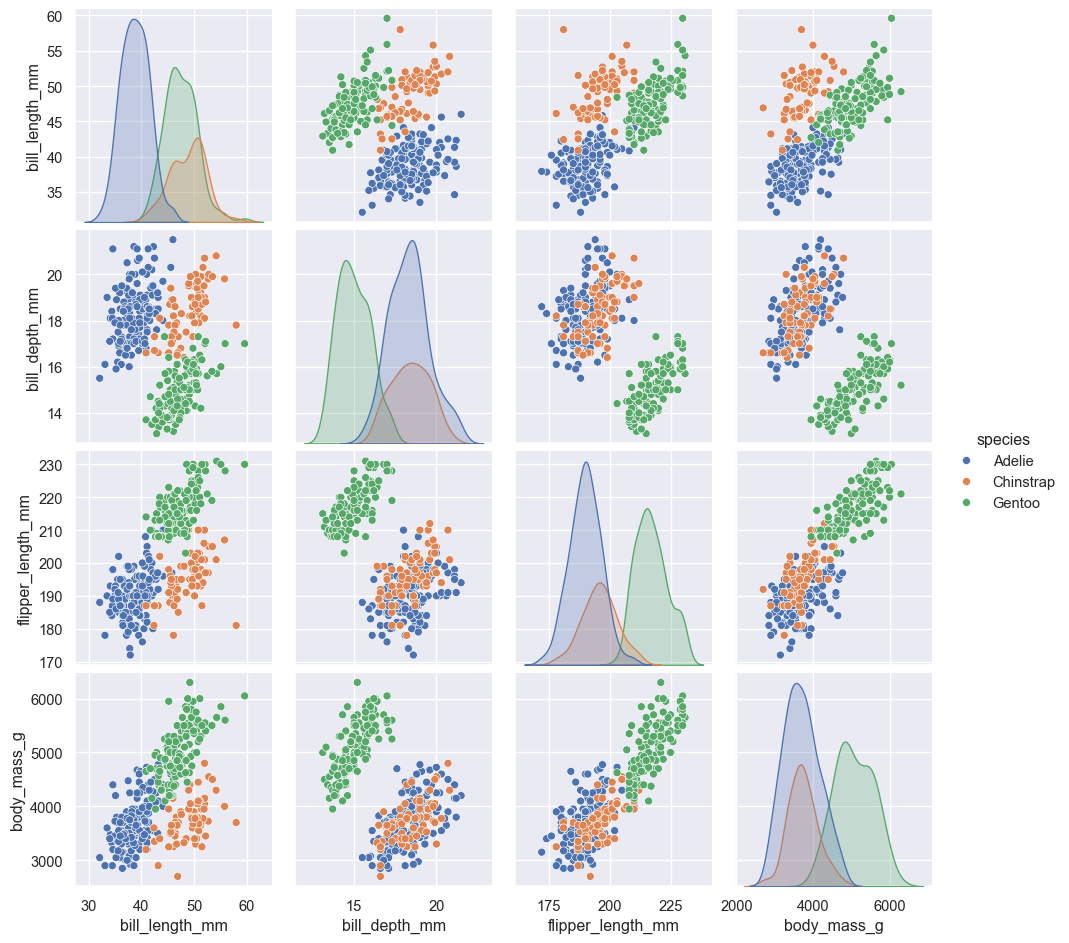 60
55
50
45
40
35
bill_length_mm
20
18
16
14
bill_depth_mm
230
220
210
200
190
180
170
flipper_length_mm
6000
5000
4000
3000
body_mass_g
30 40 50 60
bill_length_mm
15 20
bill_depth_mm
175 200 225
flipper_length_mm
2000 4000 6000
body_mass_g
species
Adelie
Chinstrap
Gentoo